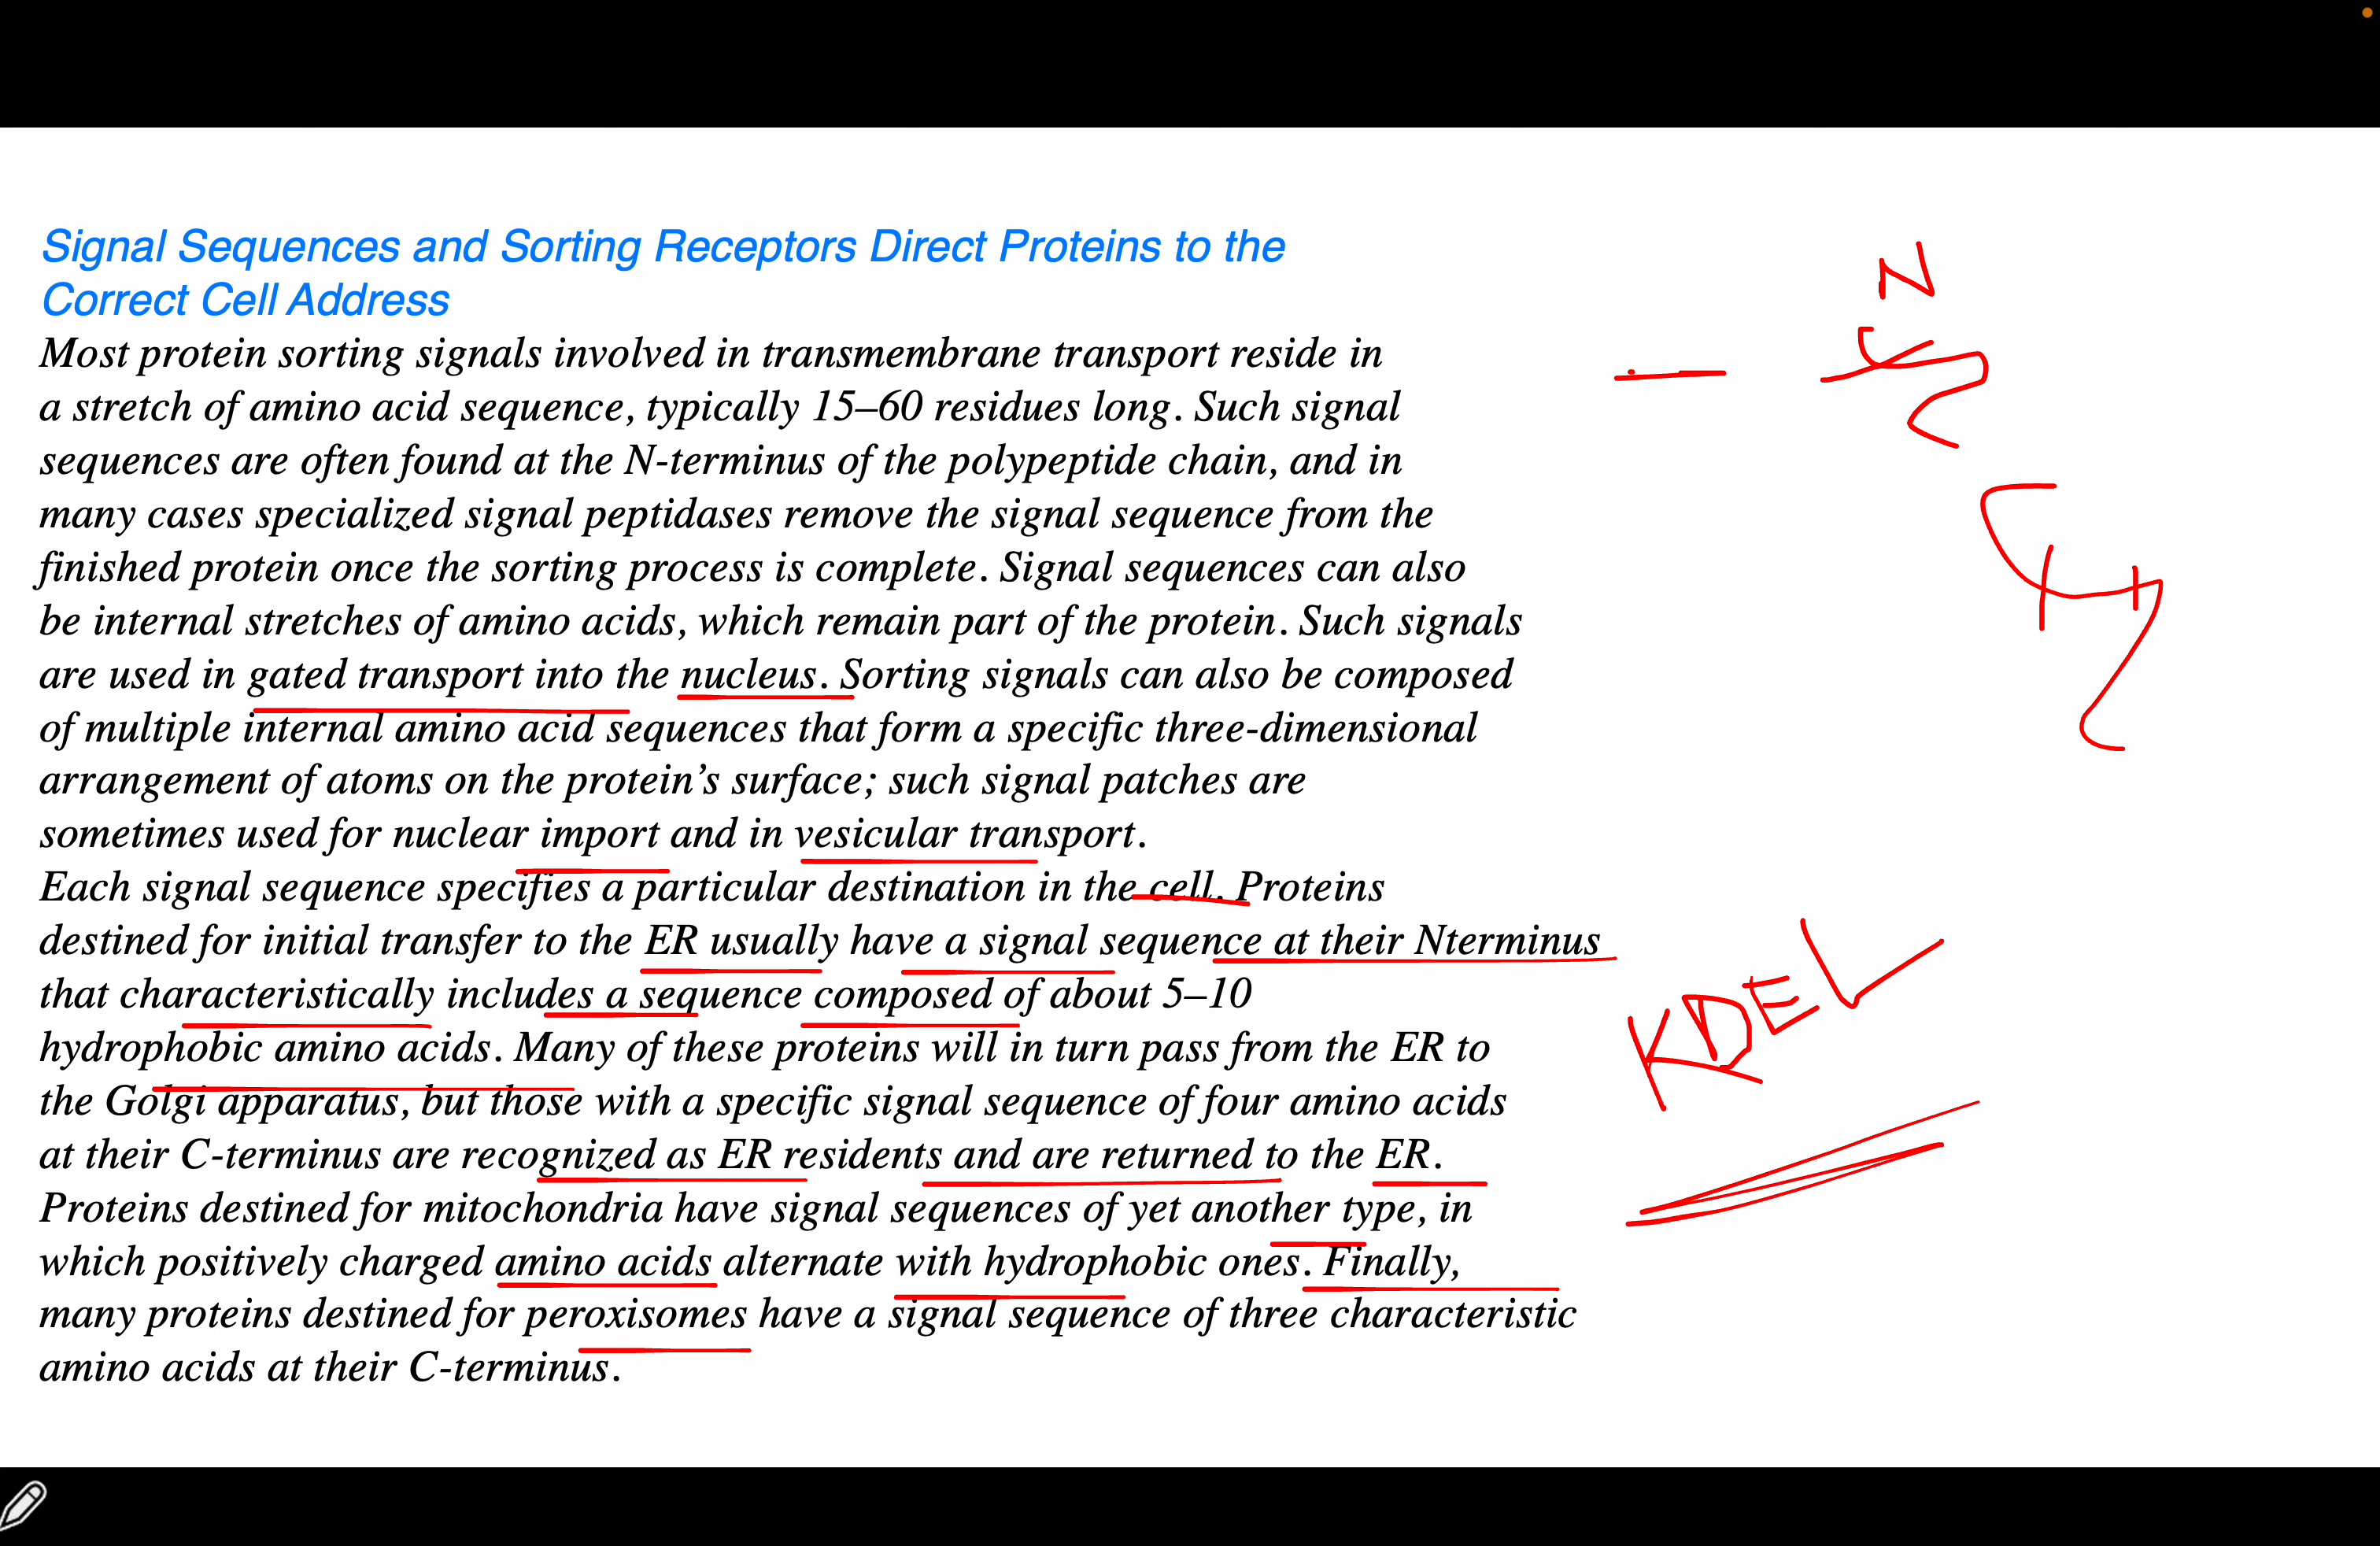 Signal Sequences and Sorting Receptors Direct Proteins to the
Correct Cell Address
Most protein sorting signals involved in transmembrane transport reside in
a stretch of amino acid sequence, typically 15–60 residues long. Such signal
sequences are often found at the N-terminus of the polypeptide chain, and in
many cases specialized signal peptidases remove the signal sequence from the
finished protein once the sorting process is complete. Signal sequences can also
be internal stretches of amino acids, which remain part of the protein. Such signals
are used in gated transport into the nucleus. Sorting signals can also be composed
of multiple internal amino acid sequences that form a specific three-dimensional
arrangement of atoms on the protein’s surface; such signal patches are
sometimes used for nuclear import and in vesicular transport.
Each signal sequence specifies a particular destination in the cell. Proteins
destined for initial transfer to the ER usually have a signal sequence at their Nterminus
that characteristically includes a sequence composed of about 5–10
hydrophobic amino acids. Many of these proteins will in turn pass from the ER to
the Golgi apparatus, but those with a specific signal sequence of four amino acids
at their C-terminus are recognized as ER residents and are returned to the ER.
Proteins destined for mitochondria have signal sequences of yet another type, in
which positively charged amino acids alternate with hydrophobic ones. Finally,
many proteins destined for peroxisomes have a signal sequence of three characteristic
amino acids at their C-terminus.
N
KDEL